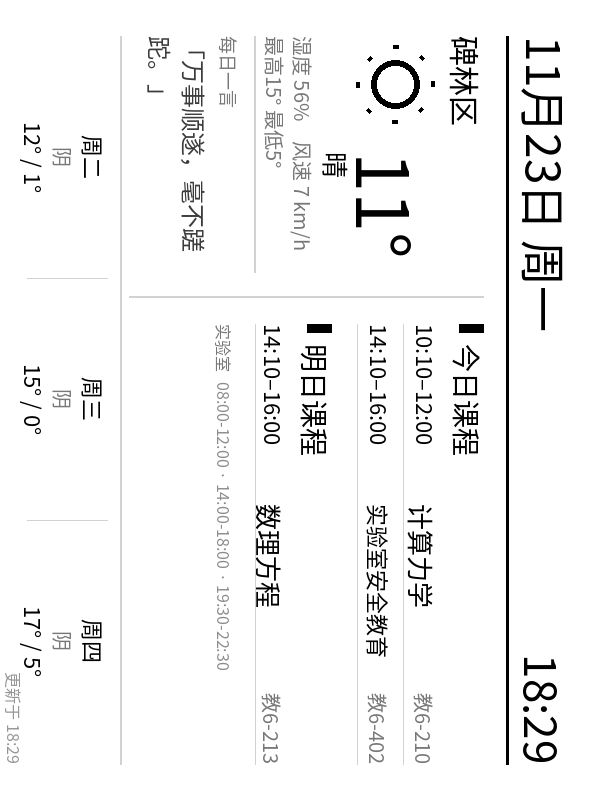 11月23日 周一 18:29
碑林区
11°
晴
湿度 56% 风速 7 km/h
最高15° 最低5°
每日一言
「万事顺遂，毫不蹉
跎。」
今日课程
10:10–12:00 计算力学 教6-210
14:10–16:00 实验室安全教育 教6-402
明日课程
14:10–16:00 数理方程 教6-213
实验室 08:00-12:00 · 14:00-18:00 · 19:30-22:30
周二
阴
12° / 1°
周三
阴
15° / 0°
周四
阴
17° / 5°
更新于 18:29